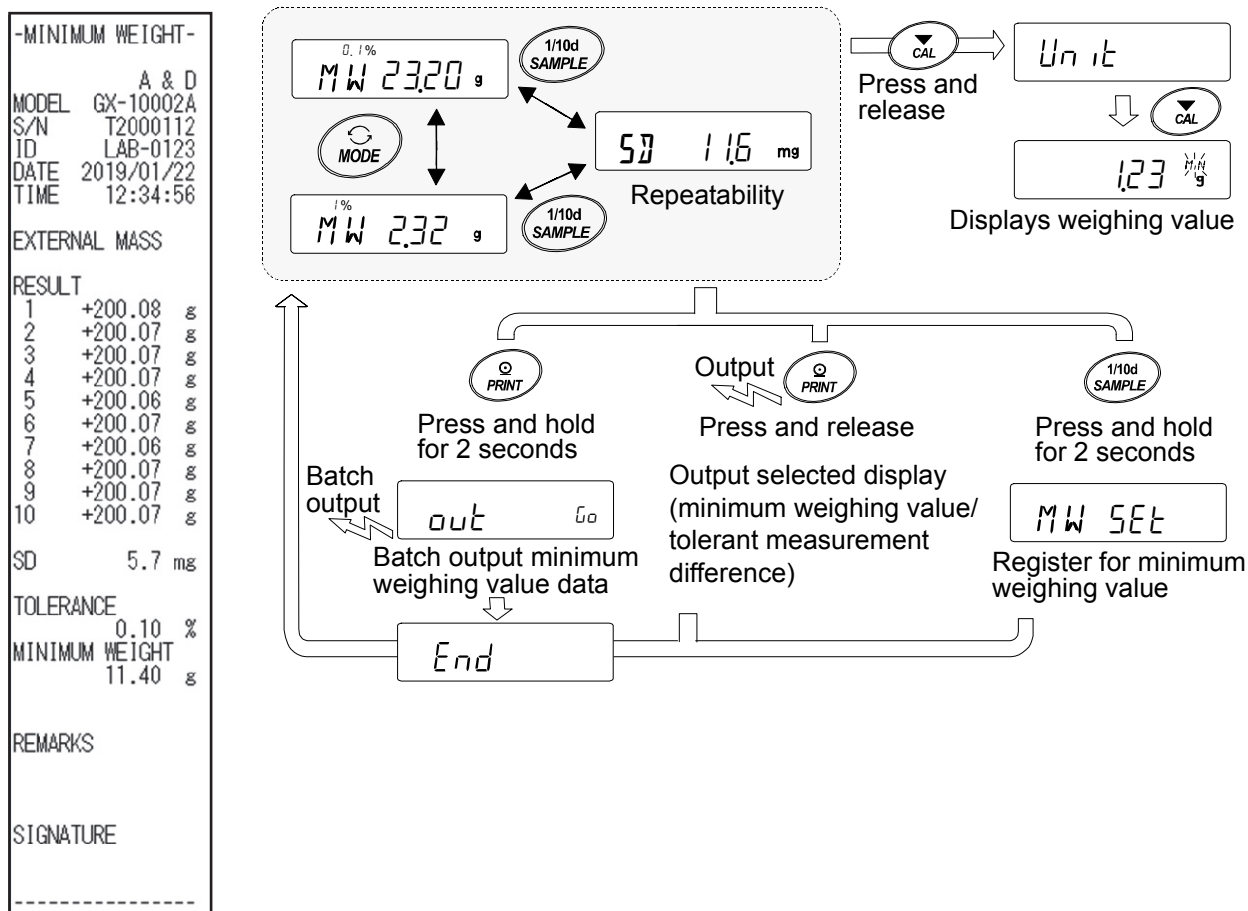 -MINIMUM WEIGHT-
A & D
MODEL GX-10002A
S/N T2000112
ID LAB-0123
DATE 2019/01/22
TIME 12:34:56
EXTERNAL MASS
RESULT
1 +200.08 g
2 +200.07 g
3 +200.07 g
4 +200.07 g
5 +200.06 g
6 +200.07 g
7 +200.06 g
8 +200.07 g
9 +200.07 g
10 +200.07 g
SD 5.7 mg
TOLERANCE
0.10 %
MINIMUM WEIGHT
11.40 g
REMARKS
SIGNATURE
-----------------
0.1%
MW 23.20 g
1/10d
SAMPLE
MODE
SD 11.6 mg
Repeatability
1%
MW 2.32 g
1/10d
SAMPLE
CAL
Press and
release
Unit
CAL
1.23 MiN g
Displays weighing value
PRINT
Press and hold
for 2 seconds
Batch
output
out Go
Batch output minimum
weighing value data
End
Output
PRINT
Press and release
Output selected display
(minimum weighing value/
tolerant measurement
difference)
1/10d
SAMPLE
Press and hold
for 2 seconds
MW SEt
Register for minimum
weighing value